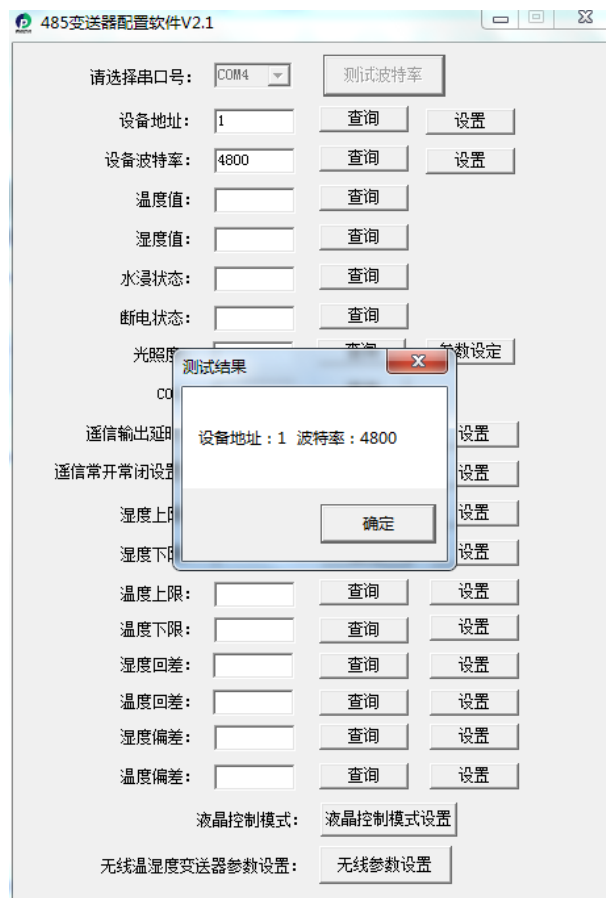 485变送器配置软件V2.1
请选择串口号： COM4 测试波特率
设备地址： 1 查询 设置
设备波特率： 4800 查询 设置
温度值： 查询
湿度值： 查询
水浸状态： 查询
断电状态： 查询
光照度 参数设定
测试结果
CO
设备地址：1 波特率：4800
遥信输出延时 设置
遥信常开常闭设置 设置
湿度上限 设置
确定
湿度下限 设置
温度上限： 查询 设置
温度下限： 查询 设置
湿度回差： 查询 设置
温度回差： 查询 设置
湿度偏差： 查询 设置
温度偏差： 查询 设置
液晶控制模式： 液晶控制模式设置
无线温湿度变送器参数设置： 无线参数设置